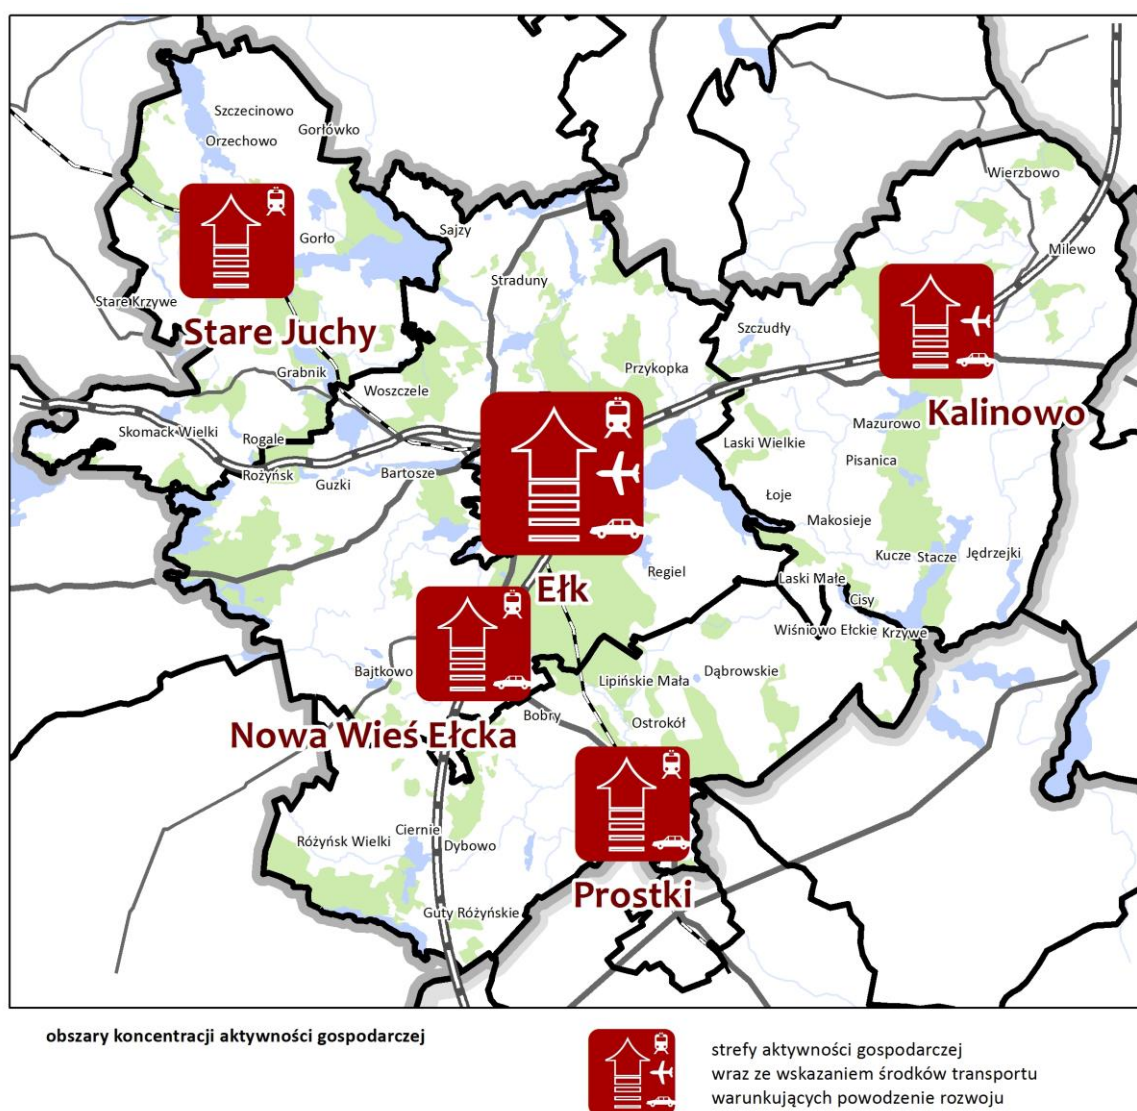 Szczecinowo
Gorłówko
Orzechowo
Wierzbowo
Sajzy
Gorło
Milewo
Straduny
Stare Krzywe
Szczudły
Stare Juchy
Przykopka
Grabnik
Woszczele
Kalinowo
Mazurowo
Skomack Wielki
Rogale
Laski Wielkie
Pisanica
Rożyńsk
Bartosze
Guzki
Łoje
Makosieje
Kucze
Stacze
Jędrzejki
Regiel
Laski Małe
Ełk
Cisy
Wiśniowo Ełckie
Krzywe
Bajtkowo
Dąbrowskie
Lipińskie Mała
Bobry
Ostrokół
Nowa Wieś Ełcka
Ciernie
Różyńsk Wielki
Dybowo
Prostki
Guty Różyńskie
obszary koncentracji aktywności gospodarczej
strefy aktywności gospodarczej
wraz ze wskazaniem środków transportu
warunkujących powodzenie rozwoju